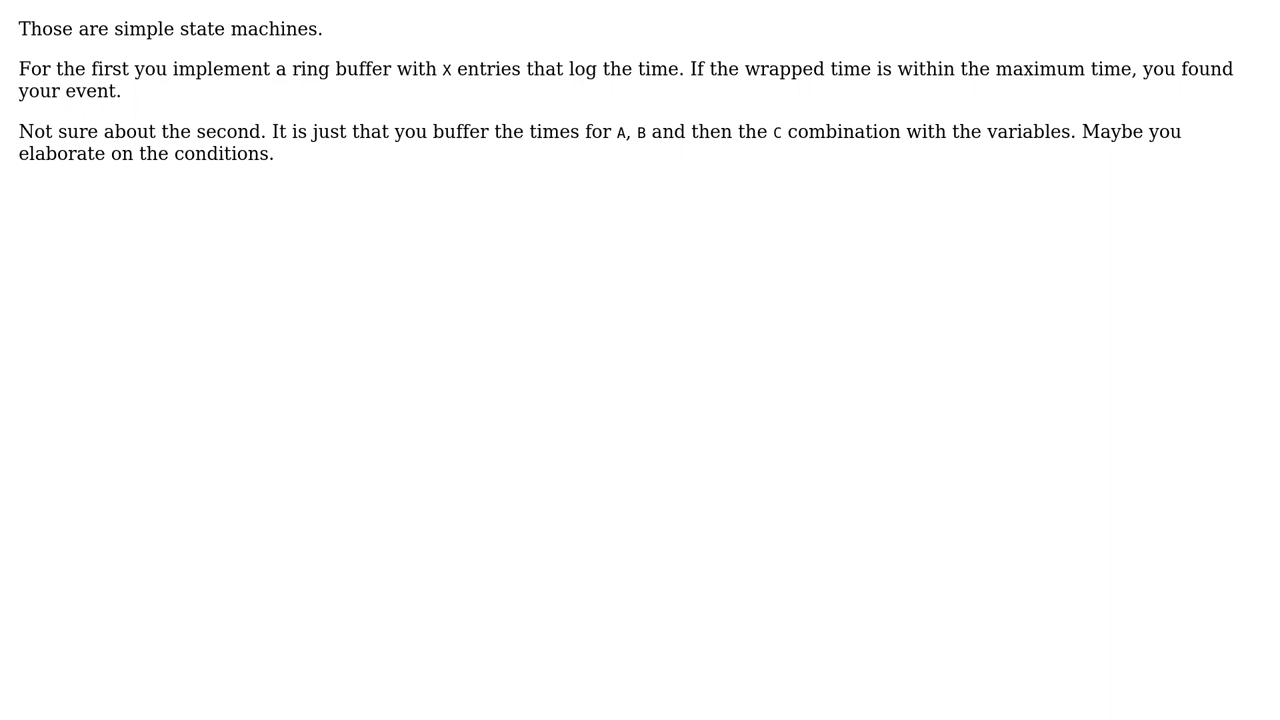 Those are simple state machines.
For the first you implement a ring buffer with X entries that log the time. If the wrapped time is within the maximum time, you found
your event.
Not sure about the second. It is just that you buffer the times for A, B and then the C combination with the variables. Maybe you
elaborate on the conditions.